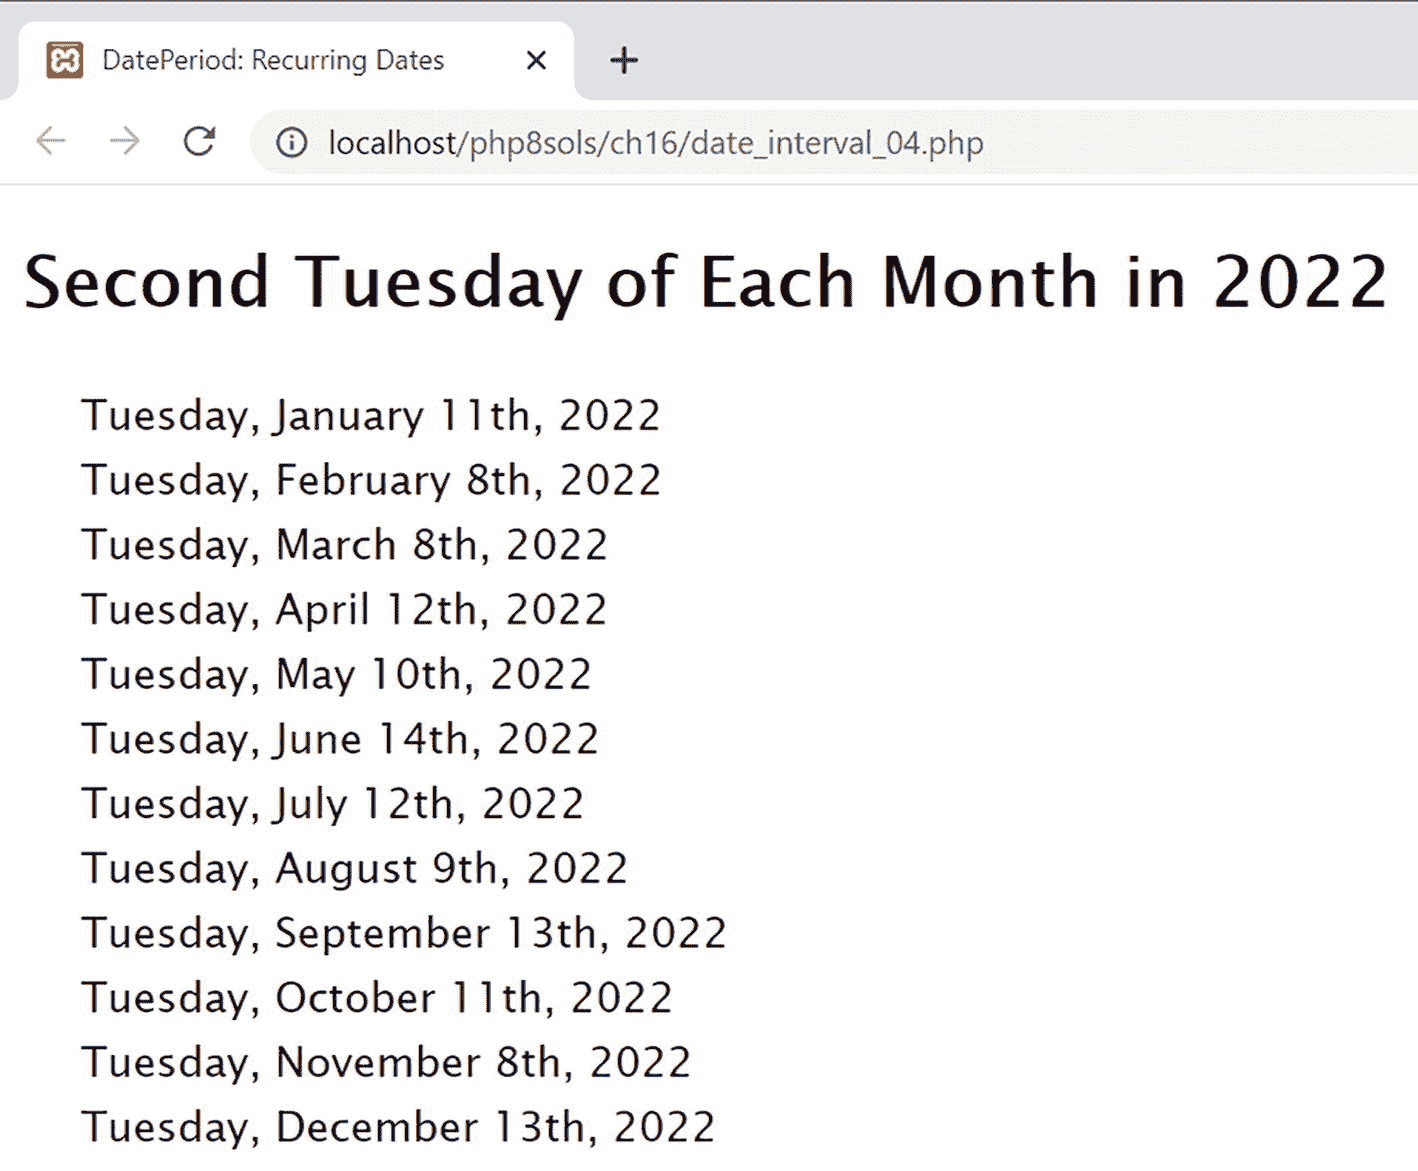 DatePeriod: Recurring Dates
localhost/php8sols/ch16/date_interval_04.php
Second Tuesday of Each Month in 2022
Tuesday, January 11th, 2022
Tuesday, February 8th, 2022
Tuesday, March 8th, 2022
Tuesday, April 12th, 2022
Tuesday, May 10th, 2022
Tuesday, June 14th, 2022
Tuesday, July 12th, 2022
Tuesday, August 9th, 2022
Tuesday, September 13th, 2022
Tuesday, October 11th, 2022
Tuesday, November 8th, 2022
Tuesday, December 13th, 2022